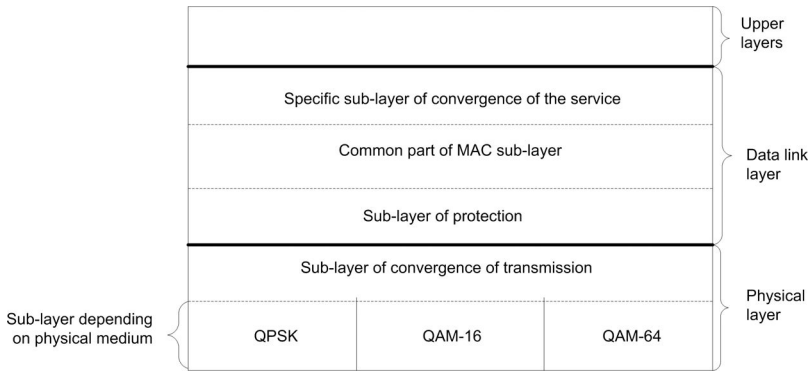 Upper
layers
Specific sub-layer of convergence of the service
Common part of MAC sub-layer
Data link
layer
Sub-layer of protection
Sub-layer of convergence of transmission
Physical
layer
Sub-layer depending
on physical medium
QPSK
QAM-16
QAM-64